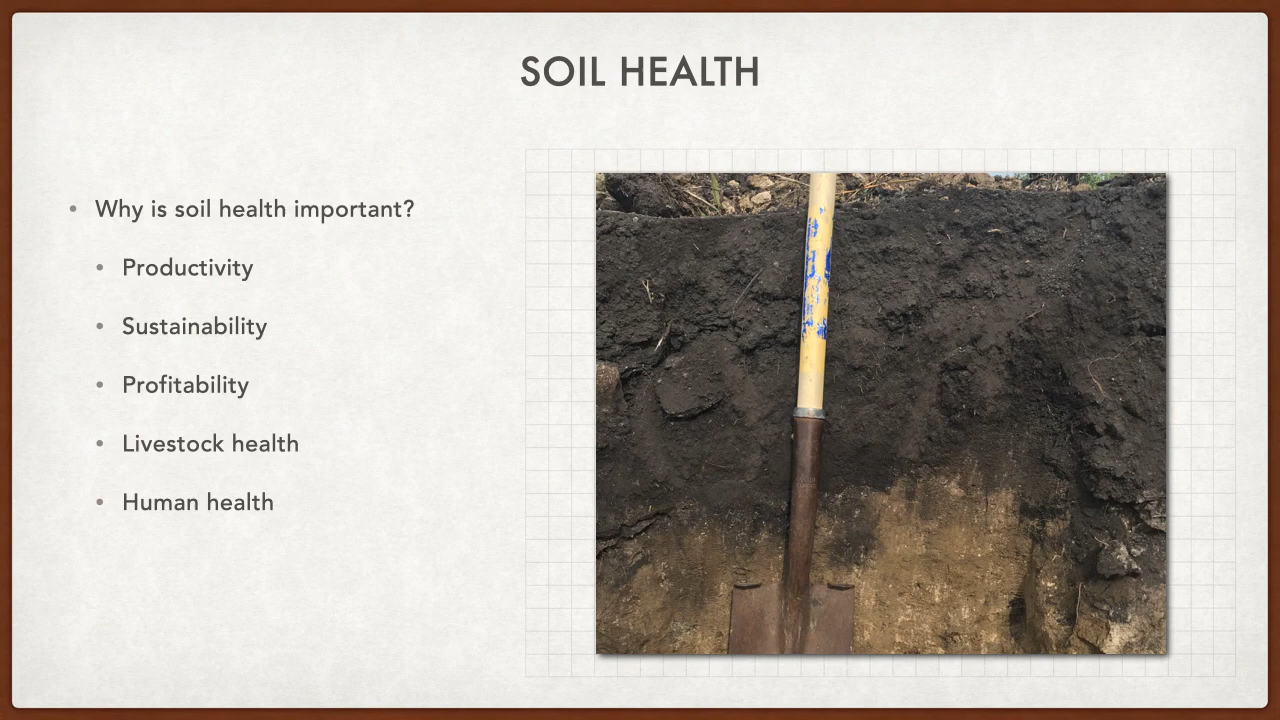 SOIL HEALTH
• Why is soil health important?
• Productivity
• Sustainability
• Profitability
• Livestock health
• Human health